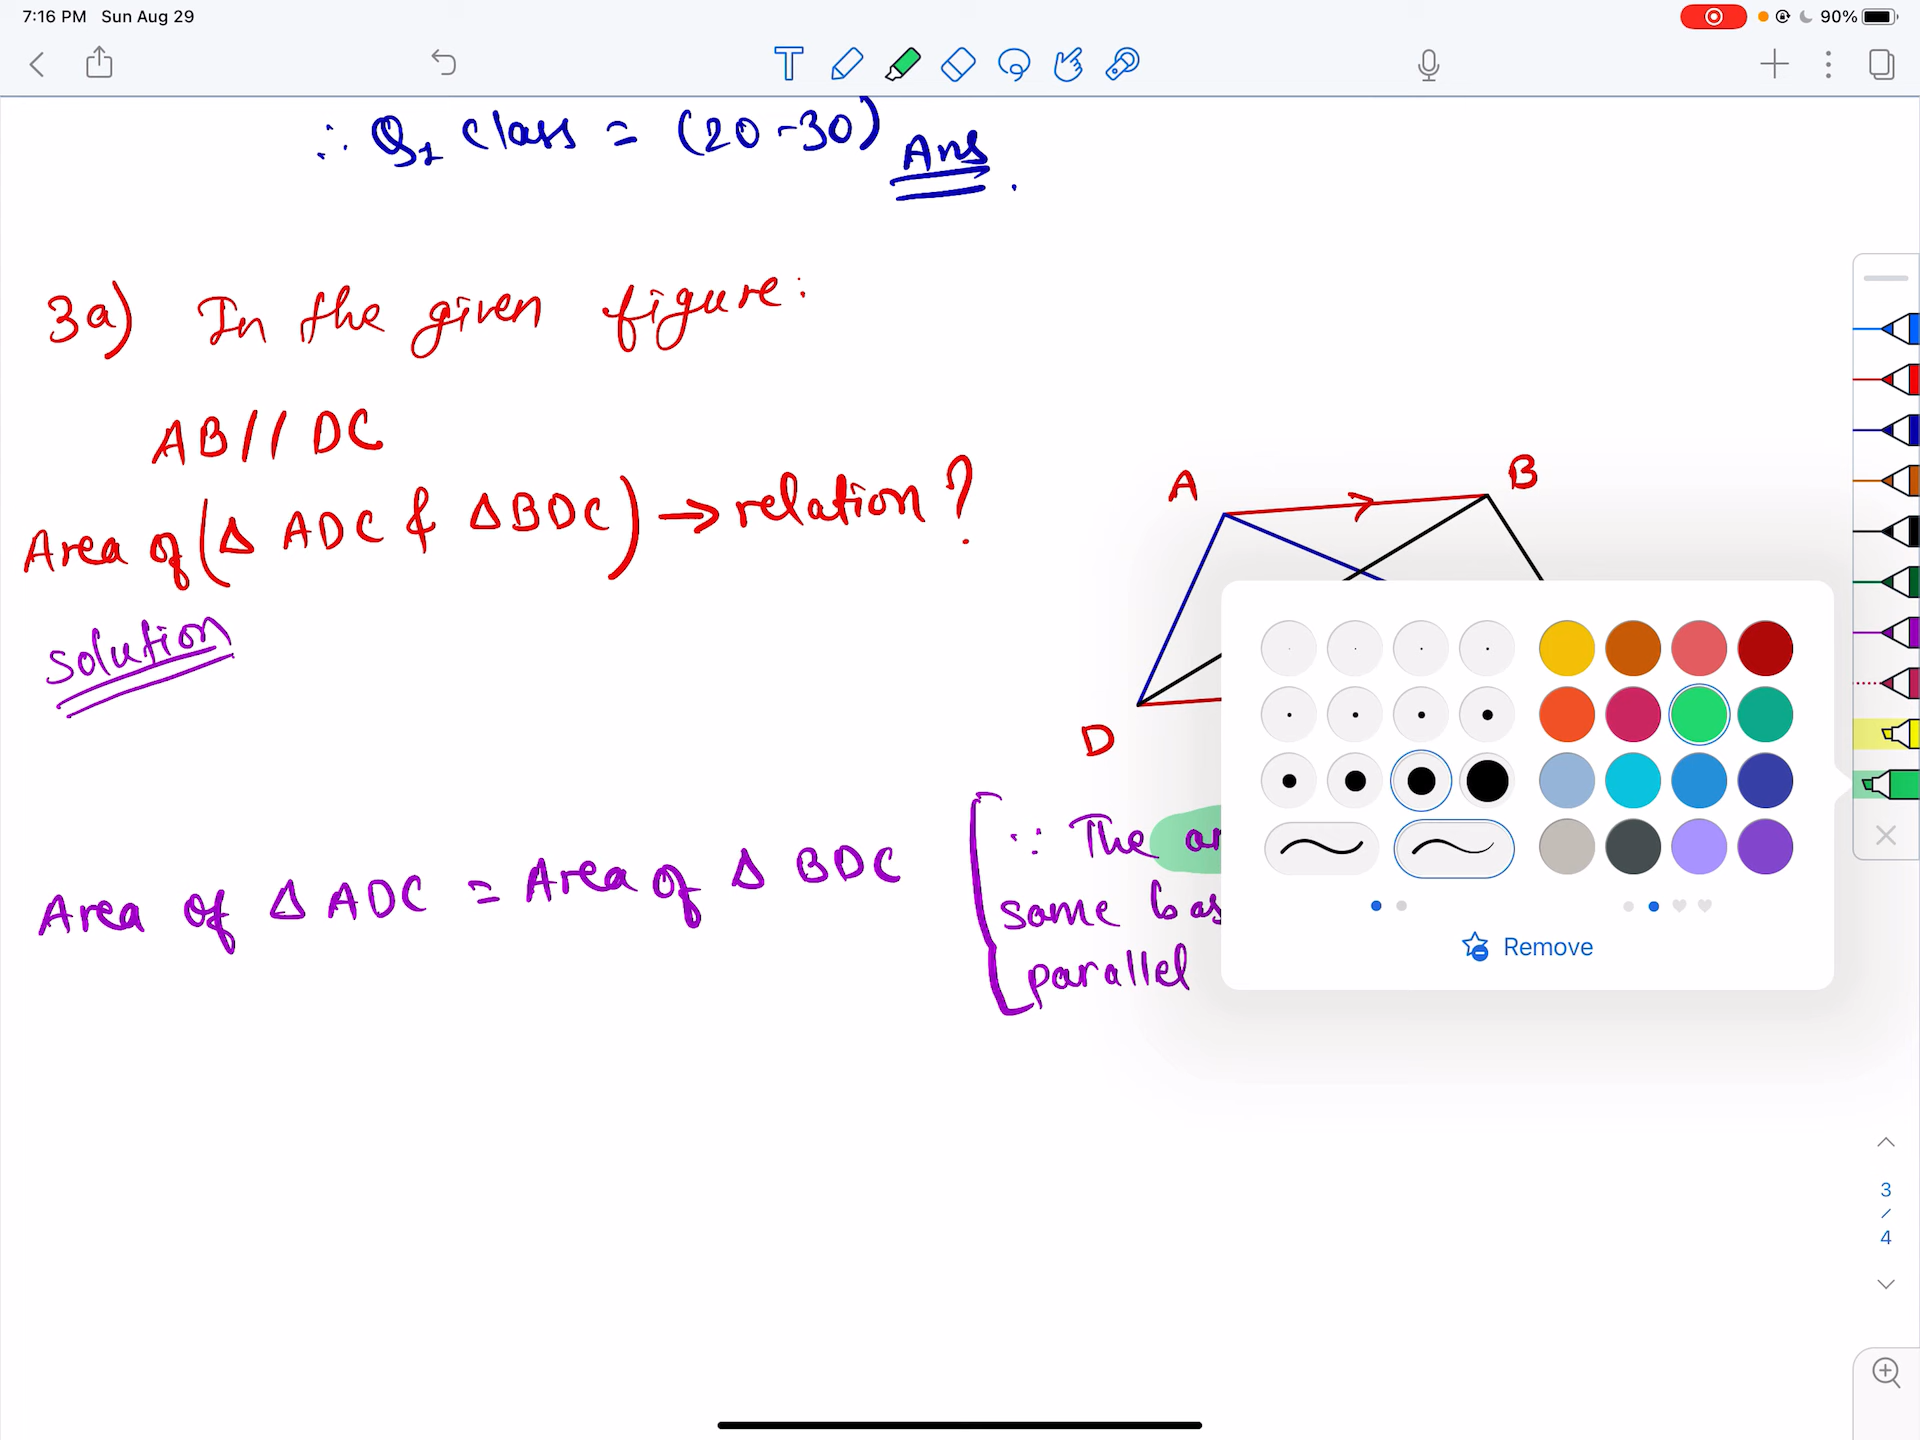 7:16 PM Sun Aug 29
90%
T
∴ Q1 class = (20-30) Ans.
3a) In the given figure:
AB // DC
Area of (Δ ADC & ΔBDC) → relation?
Solution
A
B
D
Area of Δ ADC = Area of Δ BDC
∵ The
same
parallel
Remove
3
/
4